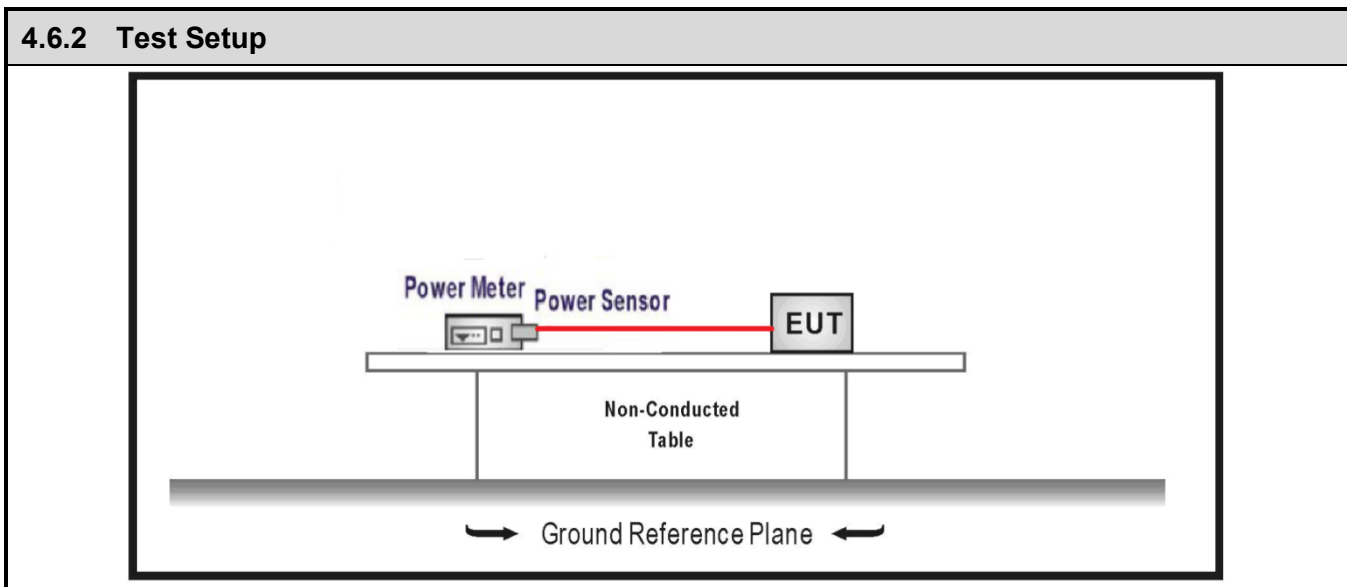 4.6.2 Test Setup
Power Meter
Power Sensor
EUT
Non-Conducted
Table
Ground Reference Plane